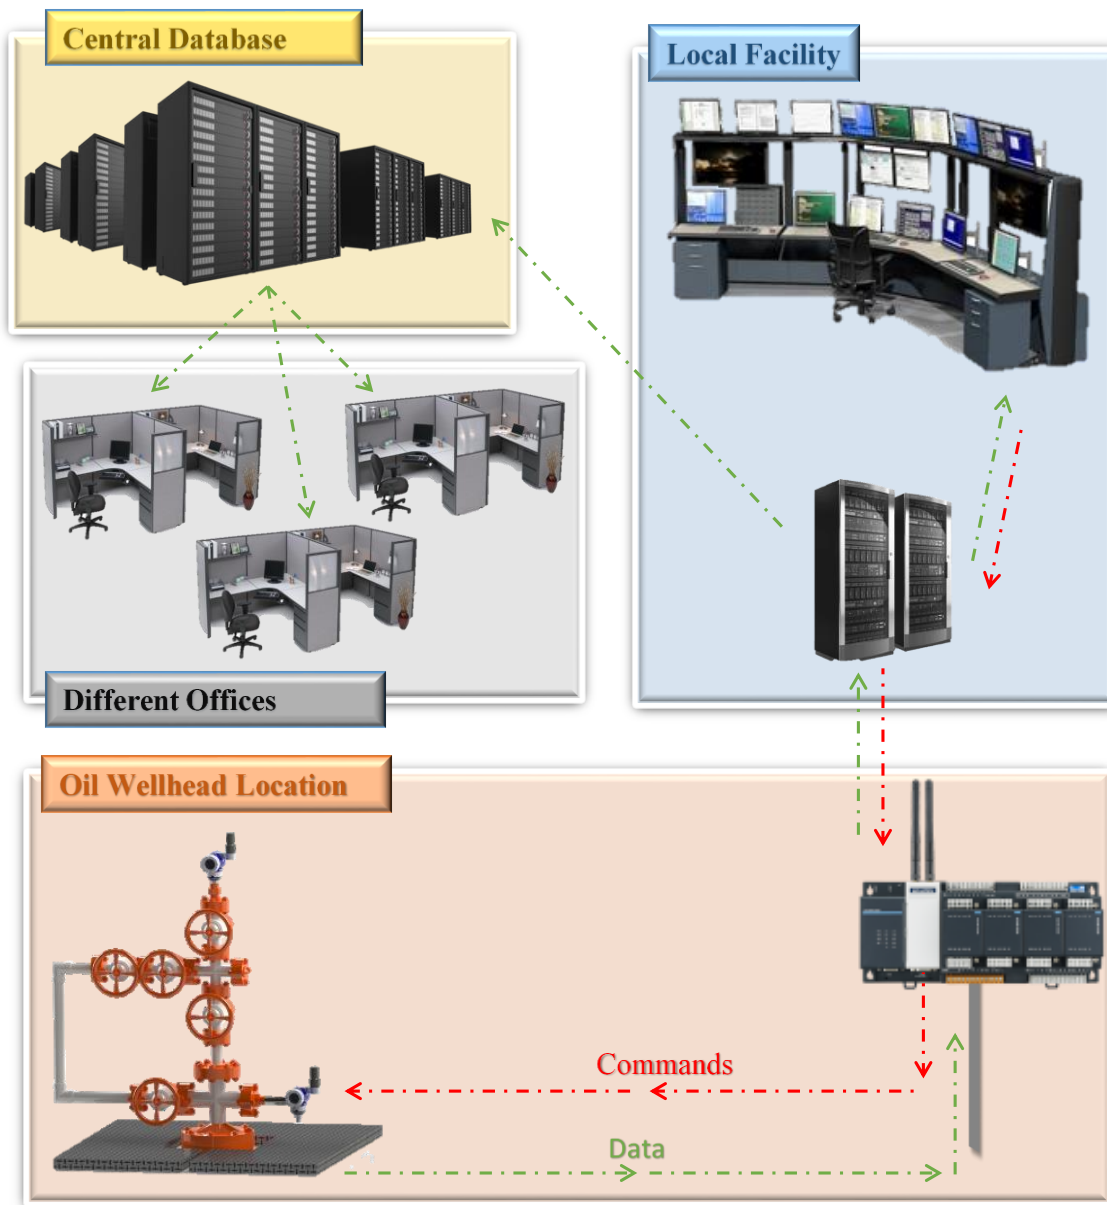 Central Database
Local Facility
Different Offices
Oil Wellhead Location
Commands
Data